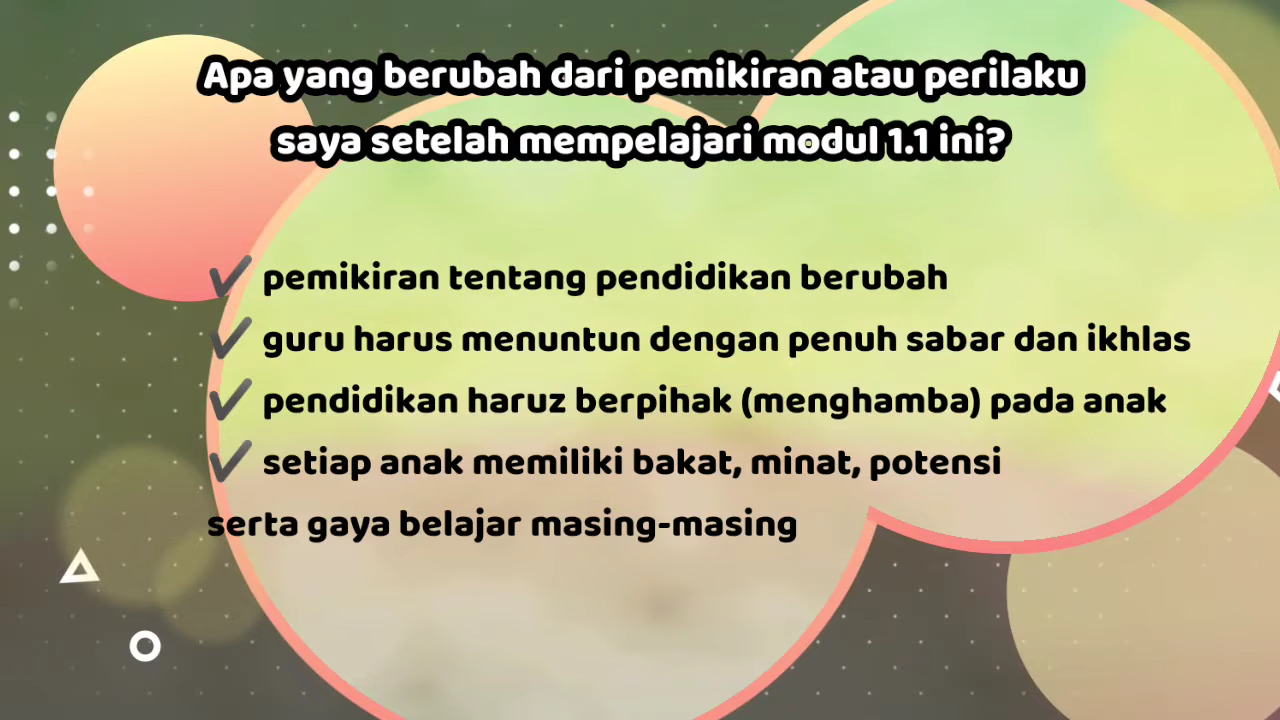 Apa yang berubah dari pemikiran atau perilaku
saya setelah mempelajari modul 1.1 ini?
✔ pemikiran tentang pendidikan berubah
✔ guru harus menuntun dengan penuh sabar dan ikhlas
✔ pendidikan haruz berpihak (menghamba) pada anak
✔ setiap anak memiliki bakat, minat, potensi
serta gaya belajar masing-masing